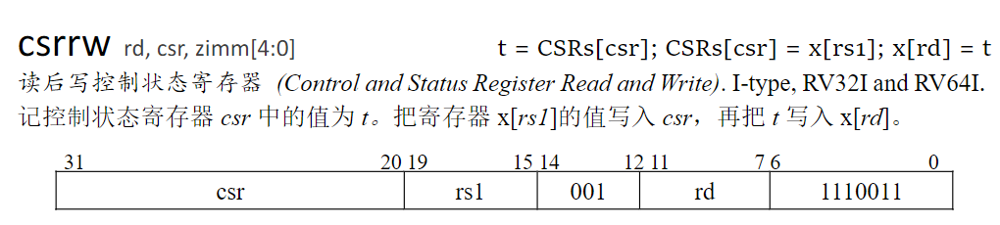 csrrw rd, csr, zimm[4:0] t = CSRs[csr]; CSRs[csr] = x[rs1]; x[rd] = t
读后写控制状态寄存器 (Control and Status Register Read and Write). I-type, RV32I and RV64I.
记控制状态寄存器 csr 中的值为 t。把寄存器 x[rs1]的值写入 csr，再把 t 写入 x[rd]。
31 20 19 15 14 12 11 7 6 0
csr rs1 001 rd 1110011